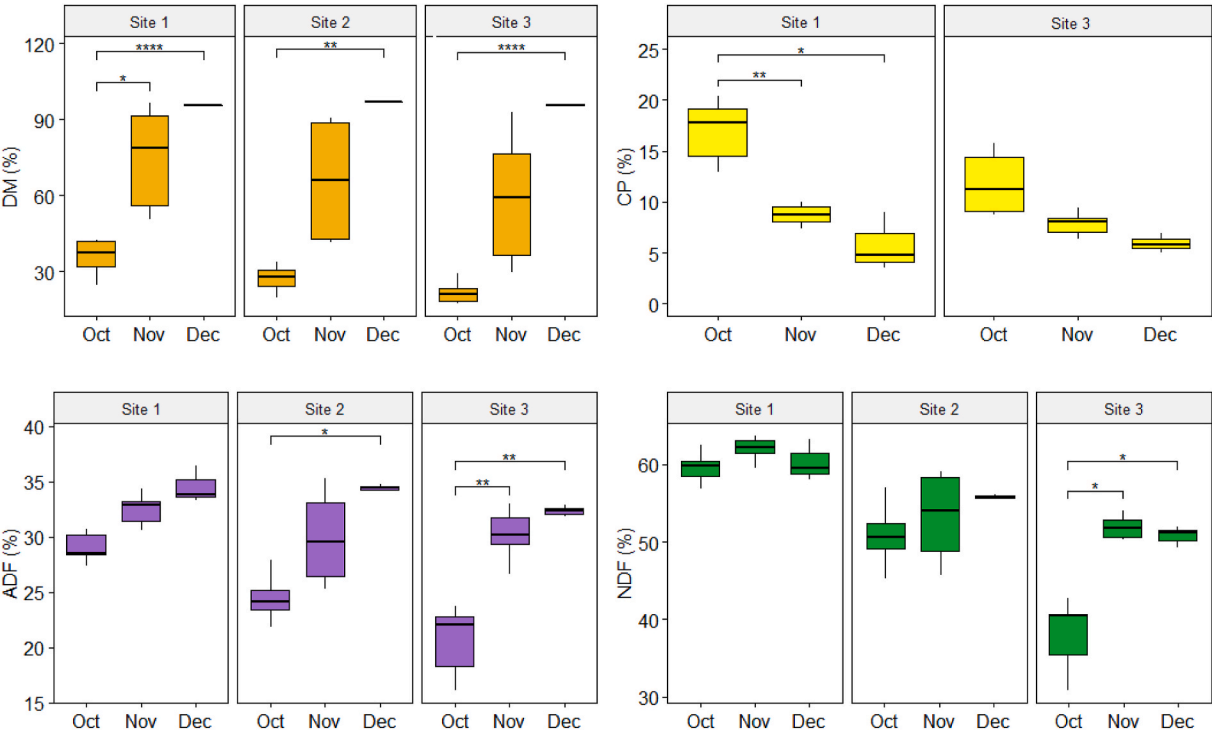 Site 1 Site 2 Site 3
DM (%)
120
90
60
30
**** ** ****
*
Oct Nov Dec Oct Nov Dec Oct Nov Dec
Site 1 Site 3
CP (%)
25
20
15
10
5
0
*
**
Oct Nov Dec Oct Nov Dec
Site 1 Site 2 Site 3
ADF (%)
40
35
30
25
20
15
*
**
**
Oct Nov Dec Oct Nov Dec Oct Nov Dec
Site 1 Site 2 Site 3
NDF (%)
60
50
40
30
*
*
Oct Nov Dec Oct Nov Dec Oct Nov Dec